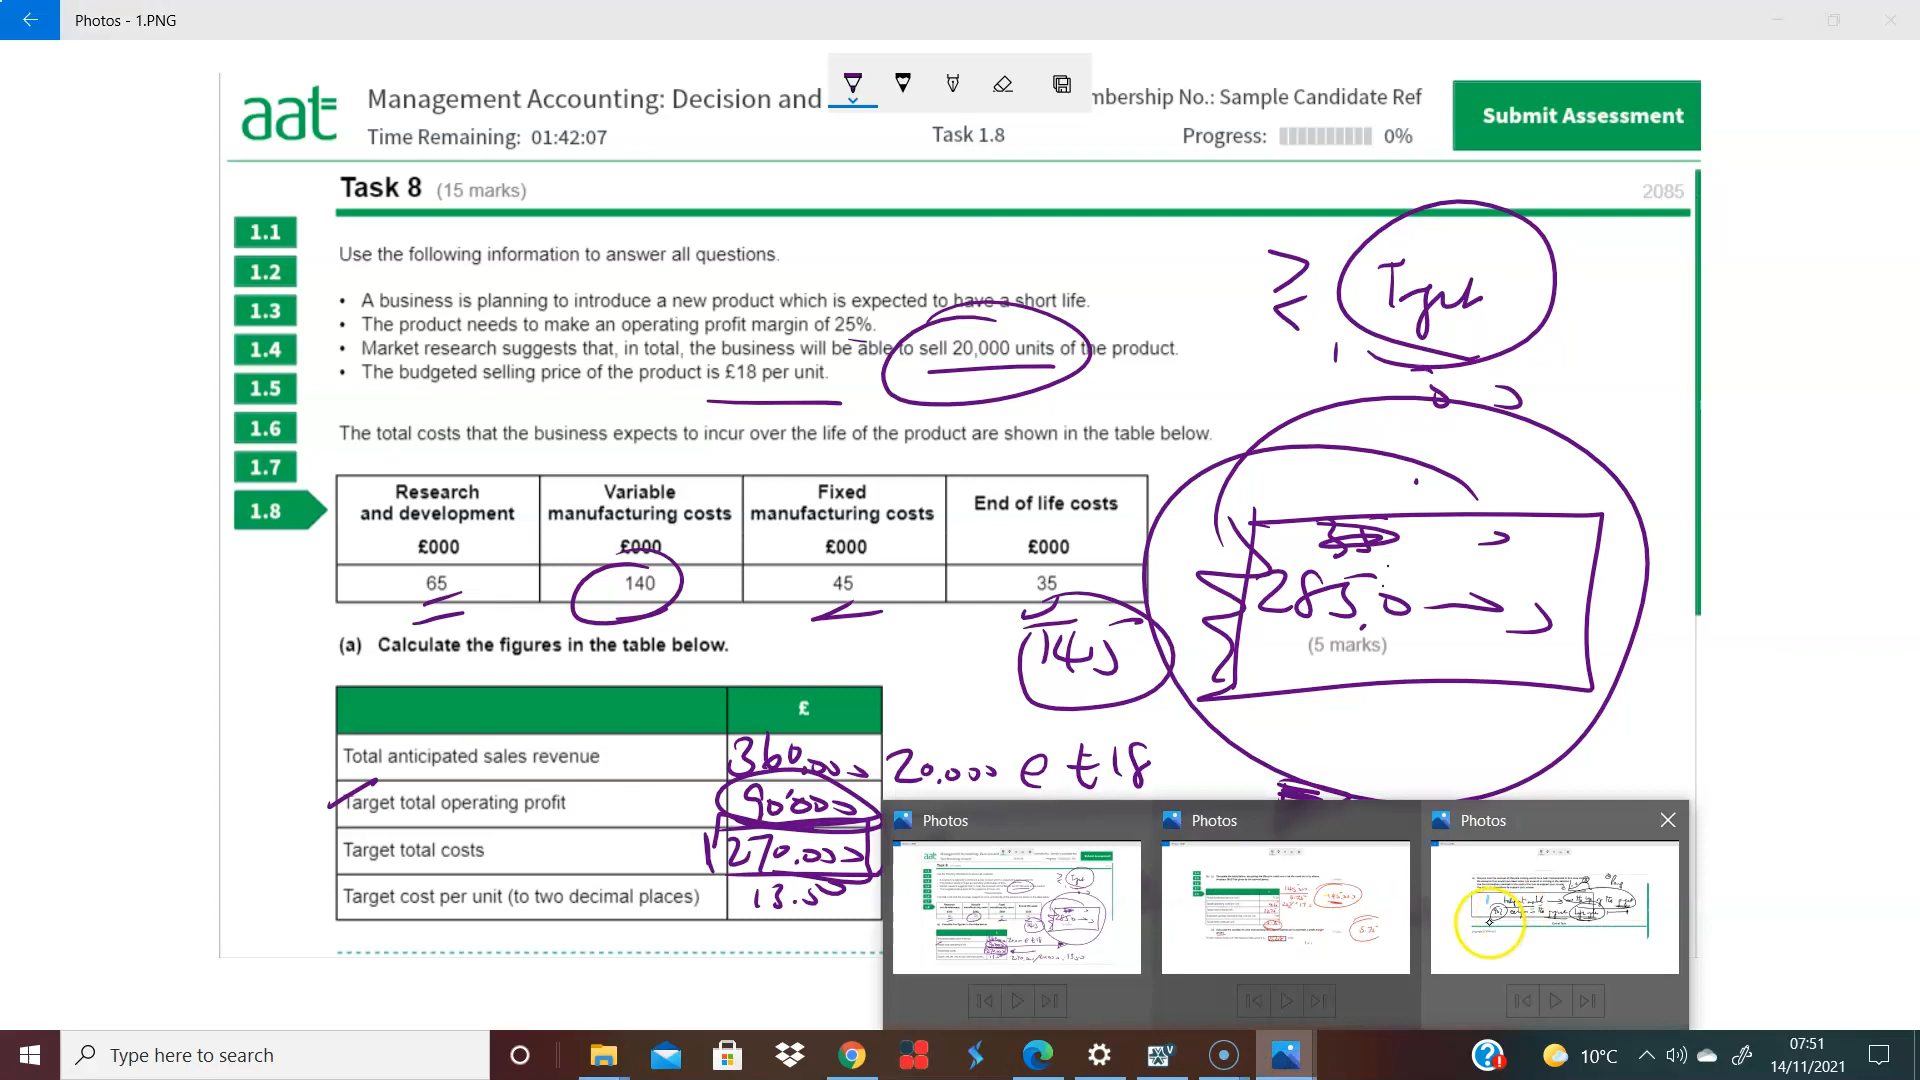 Photos - 1.PNG
aat
Management Accounting: Decision and
mbership No.: Sample Candidate Ref
Submit Assessment
Time Remaining: 01:42:07
Task 1.8
Progress:
0%
Task 8 (15 marks)
2085
1.1
1.2
1.3
1.4
1.5
1.6
1.7
1.8
Use the following information to answer all questions.
• A business is planning to introduce a new product which is expected to have a short life.
• The product needs to make an operating profit margin of 25%.
• Market research suggests that, in total, the business will be able to sell 20,000 units of the product.
• The budgeted selling price of the product is £18 per unit.
The total costs that the business expects to incur over the life of the product are shown in the table below.
Research and development £000
Variable manufacturing costs £000
Fixed manufacturing costs £000
End of life costs £000
65 140 45 35
145
(a) Calculate the figures in the table below.
(5 marks)
£
Total anticipated sales revenue 360,000
20,000 @ £18
Target total operating profit 90,000
Target total costs 270,000
Target cost per unit (to two decimal places) 13.50
Photos
Photos
Photos
Type here to search
10°C
07:51
14/11/2021